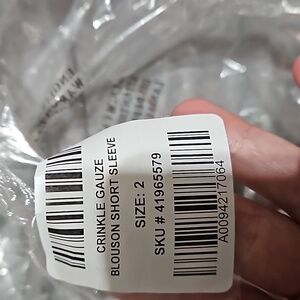 CRINKLE GAUZE
BLOUSON SHORT SLEEVE
SIZE: 2
SKU # 41965579
A0094217064